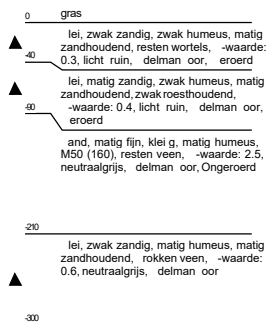 0 gras
lei, zwak zandig, zwak humeus, matig
zandhoudend, resten wortels, -waarde:
-40 0.3, licht ruin, delman oor, eroerd
lei, matig zandig, zwak humeus, matig
zandhoudend, zwak roesthoudend,
-90 -waarde: 0.4, licht ruin, delman oor,
eroerd
and, matig fijn, klei g, matig humeus,
M50 (160), resten veen, -waarde: 2.5,
neutraalgrijs, delman oor, Ongeroerd
-210
lei, zwak zandig, matig humeus, matig
zandhoudend, rokken veen, -waarde:
0.6, neutraalgrijs, delman oor
-300